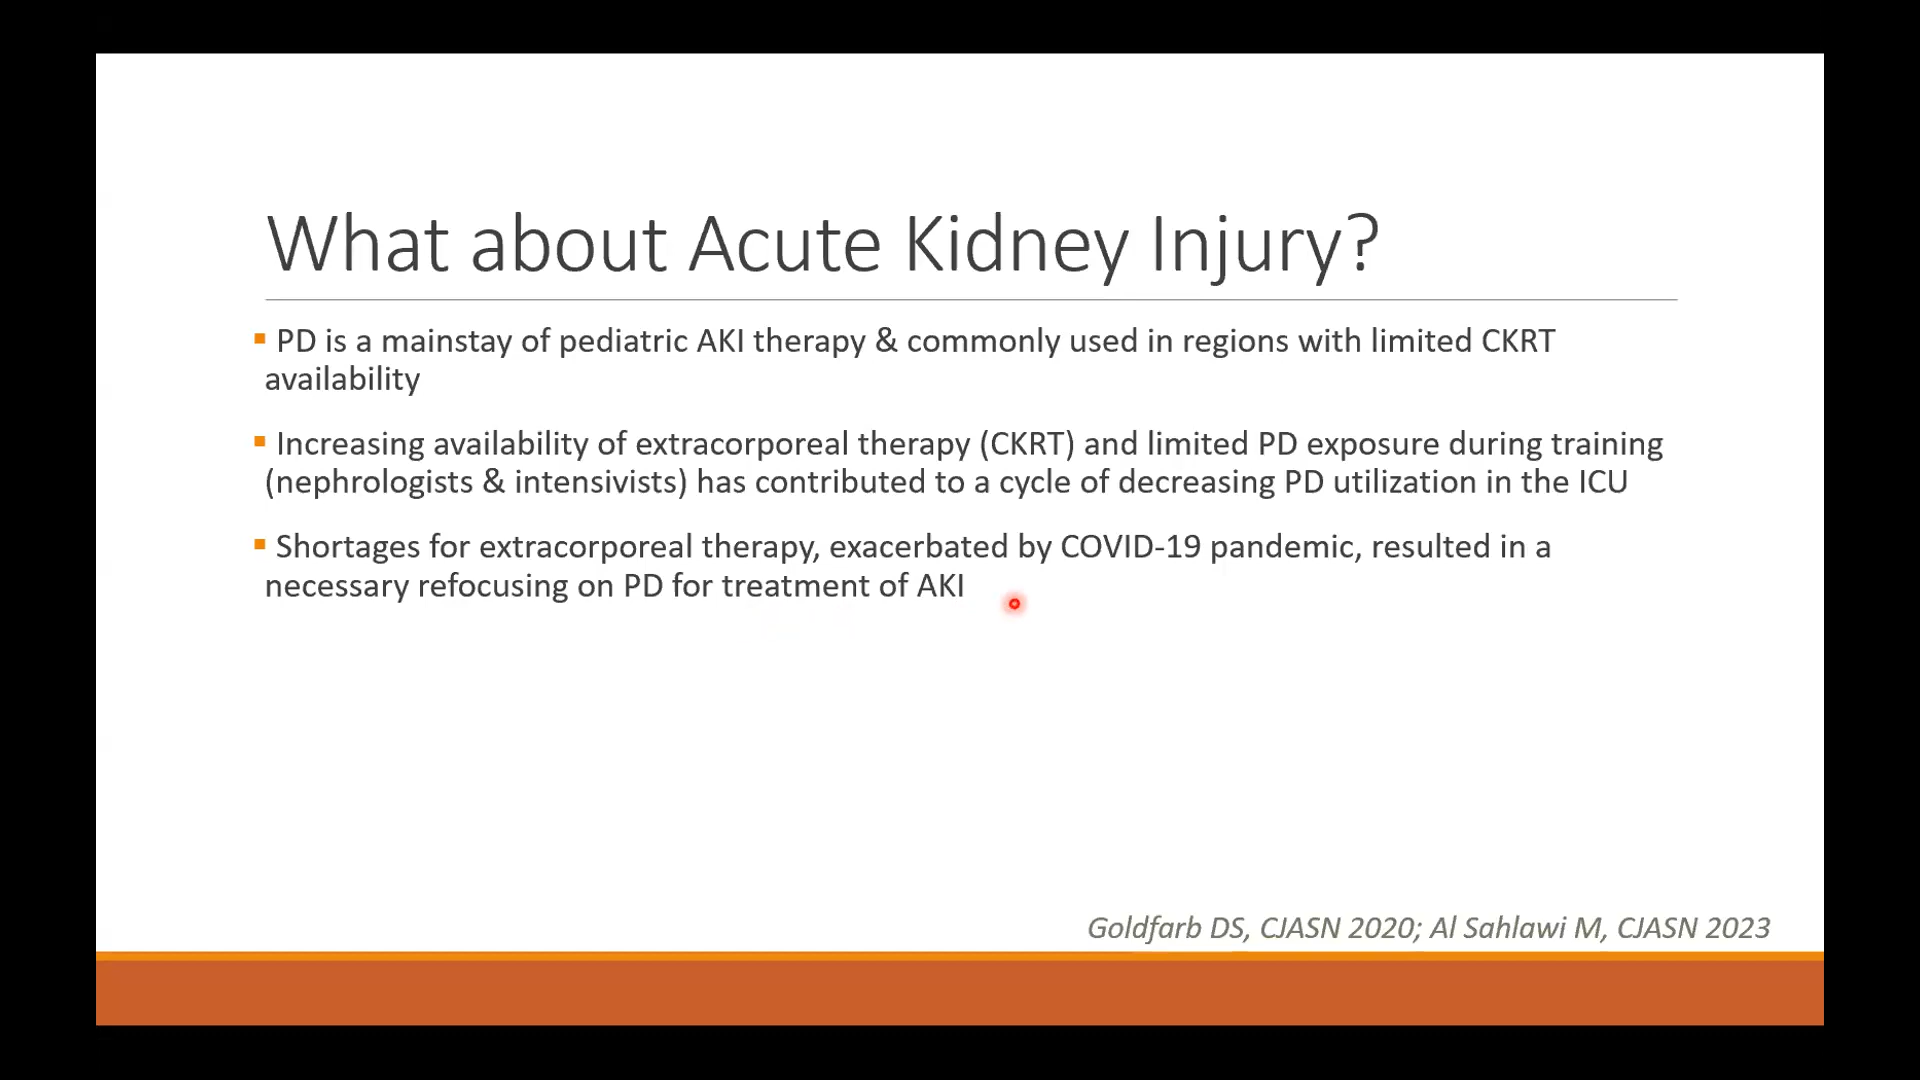 What about Acute Kidney Injury?
▪ PD is a mainstay of pediatric AKI therapy & commonly used in regions with limited CKRT
availability
▪ Increasing availability of extracorporeal therapy (CKRT) and limited PD exposure during training
(nephrologists & intensivists) has contributed to a cycle of decreasing PD utilization in the ICU
▪ Shortages for extracorporeal therapy, exacerbated by COVID-19 pandemic, resulted in a
necessary refocusing on PD for treatment of AKI
Goldfarb DS, CJASN 2020; Al Sahlawi M, CJASN 2023